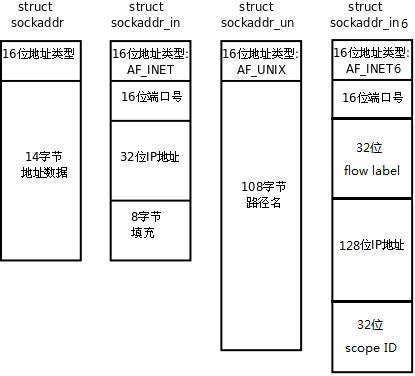 struct
sockaddr
16位地址类型
14字节
地址数据
struct
sockaddr_in
16位地址类型:
AF_INET
16位端口号
32位IP地址
8字节
填充
struct
sockaddr_un
16位地址类型:
AF_UNIX
108字节
路径名
struct
sockaddr_in6
16位地址类型:
AF_INET6
16位端口号
32位
flow label
128位IP地址
32位
scope ID